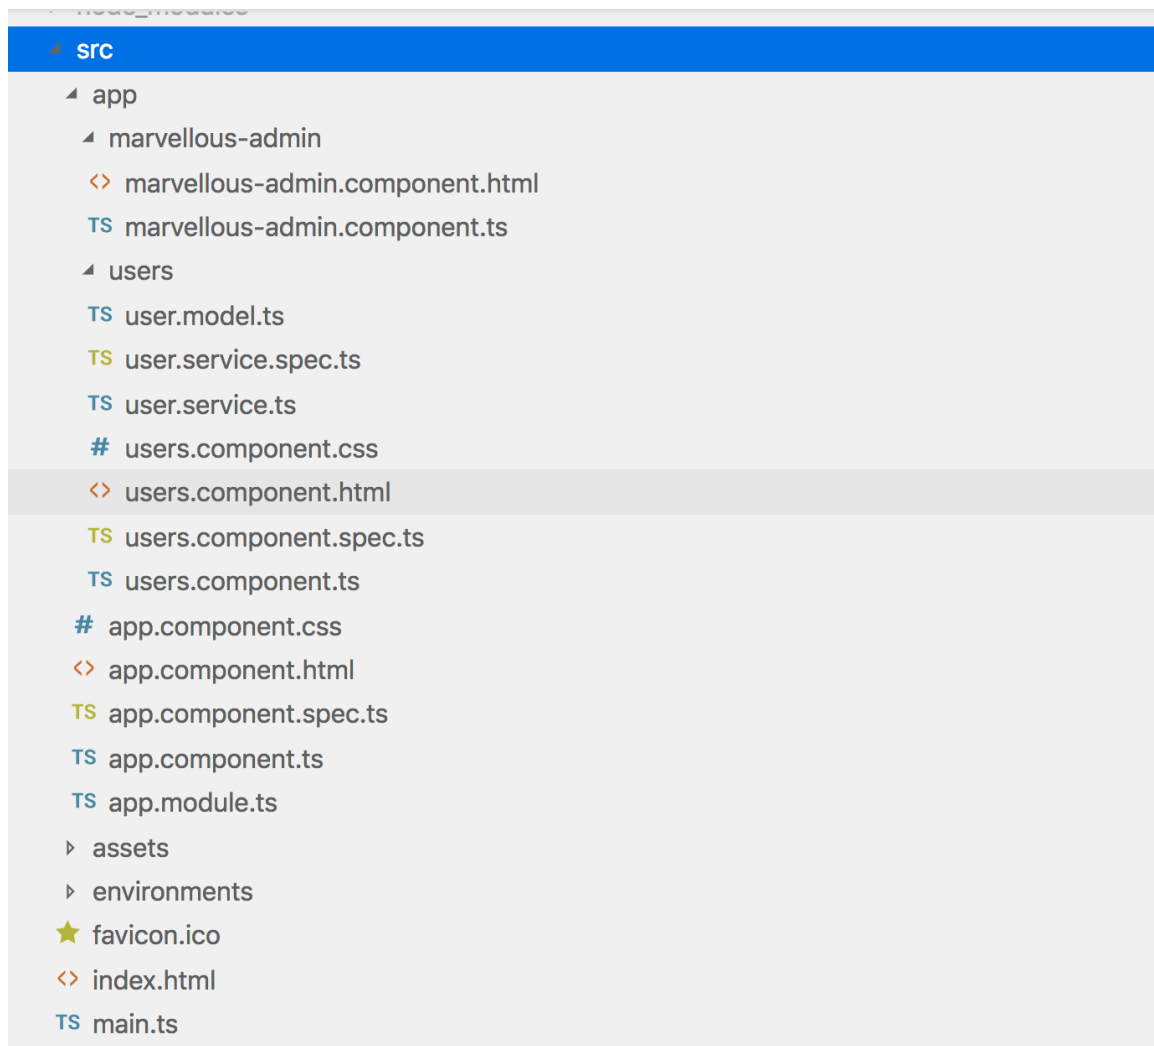 src
app
marvellous-admin
<> marvellous-admin.component.html
TS marvellous-admin.component.ts
users
TS user.model.ts
TS user.service.spec.ts
TS user.service.ts
# users.component.css
<> users.component.html
TS users.component.spec.ts
TS users.component.ts
# app.component.css
<> app.component.html
TS app.component.spec.ts
TS app.component.ts
TS app.module.ts
assets
environments
favicon.ico
<> index.html
TS main.ts